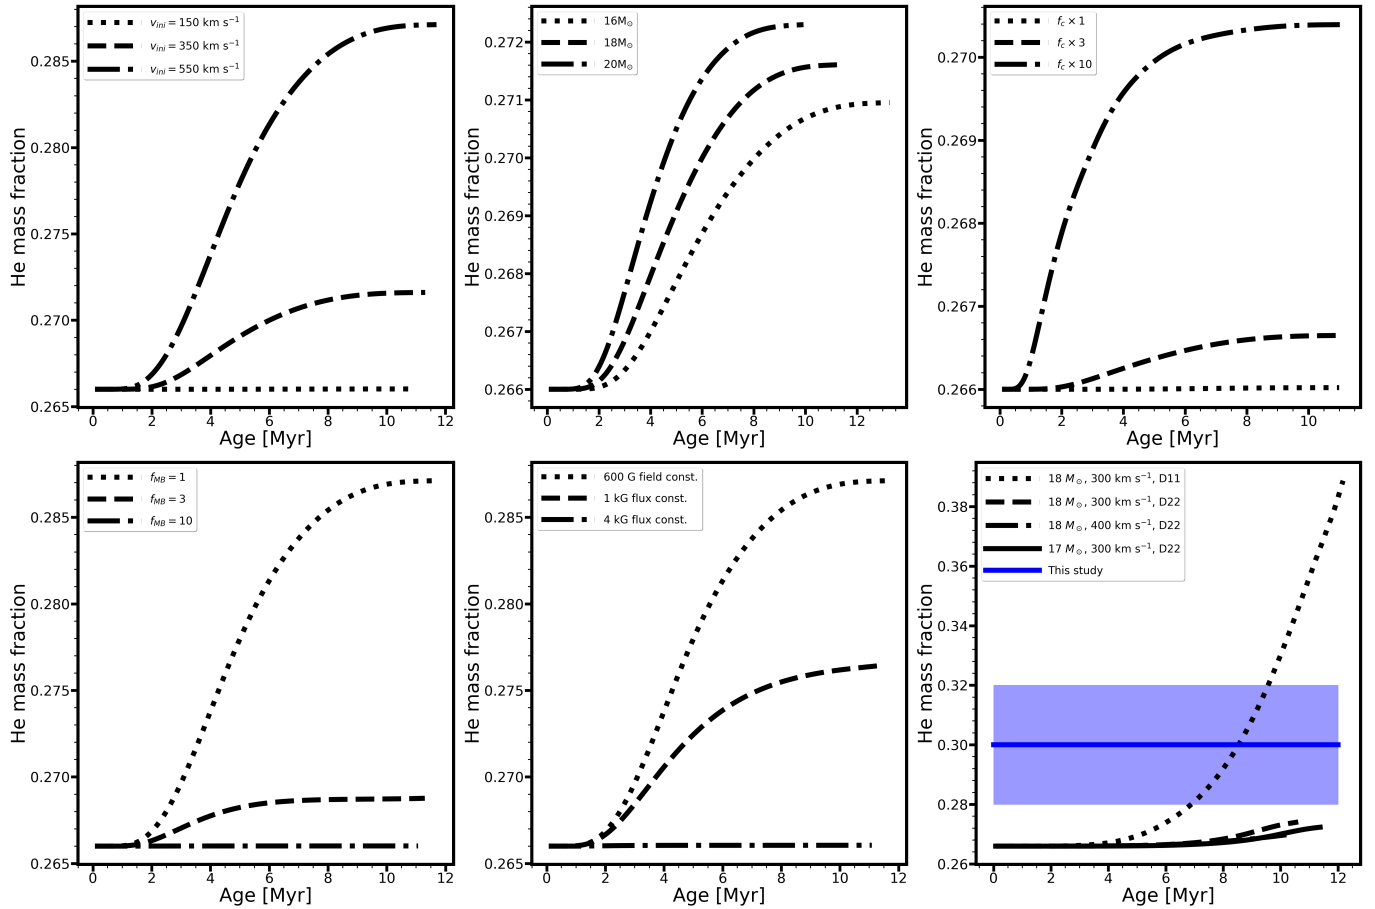 v_ini = 150 km s⁻¹
v_ini = 350 km s⁻¹
v_ini = 550 km s⁻¹
0.285
0.280
0.275
0.270
0.265
He mass fraction
0 2 4 6 8 10 12
Age [Myr]
16M⊙
18M⊙
20M⊙
0.272
0.271
0.270
0.269
0.268
0.267
0.266
He mass fraction
0 2 4 6 8 10 12
Age [Myr]
f_c × 1
f_c × 3
f_c × 10
0.270
0.269
0.268
0.267
0.266
He mass fraction
0 2 4 6 8 10
Age [Myr]
f_MB = 1
f_MB = 3
f_MB = 10
0.285
0.280
0.275
0.270
0.265
He mass fraction
0 2 4 6 8 10 12
Age [Myr]
600 G field const.
1 kG flux const.
4 kG flux const.
0.285
0.280
0.275
0.270
0.265
He mass fraction
0 2 4 6 8 10 12
Age [Myr]
18 M⊙, 300 km s⁻¹, D11
18 M⊙, 300 km s⁻¹, D22
18 M⊙, 400 km s⁻¹, D22
17 M⊙, 300 km s⁻¹, D22
This study
0.38
0.36
0.34
0.32
0.30
0.28
0.26
He mass fraction
0 2 4 6 8 10 12
Age [Myr]